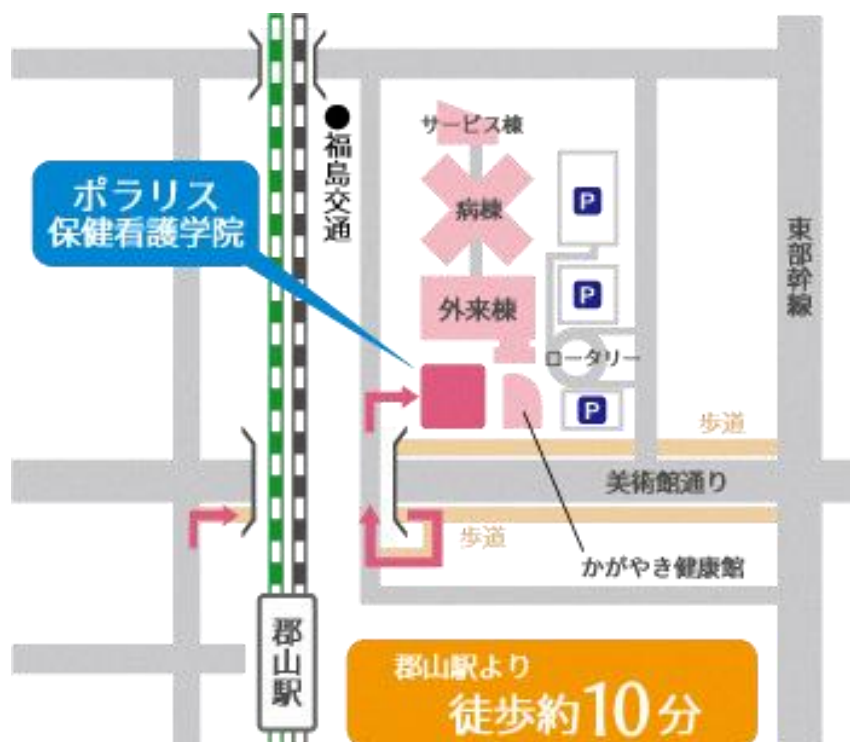 サービス棟
福島交通
ポラリス
保健看護学院
病棟
P
東部幹線
外来棟
P
ロータリー
P
歩道
美術館通り
歩道
かがやき健康館
郡山駅
郡山駅より
徒歩約10分